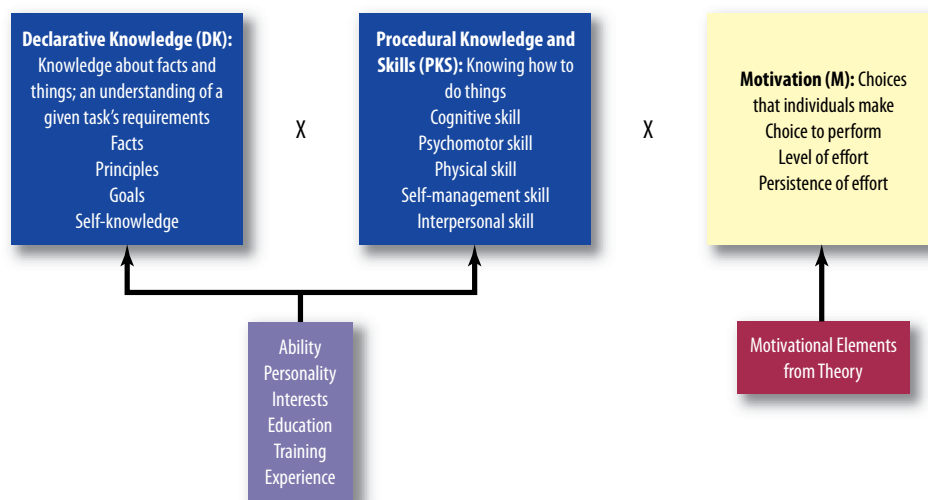 Declarative Knowledge (DK):
Knowledge about facts and
things; an understanding of a
given task's requirements
Facts
Principles
Goals
Self-knowledge
X
Procedural Knowledge and
Skills (PKS): Knowing how to
do things
Cognitive skill
Psychomotor skill
Physical skill
Self-management skill
Interpersonal skill
X
Motivation (M): Choices
that individuals make
Choice to perform
Level of effort
Persistence of effort
Ability
Personality
Interests
Education
Training
Experience
Motivational Elements
from Theory